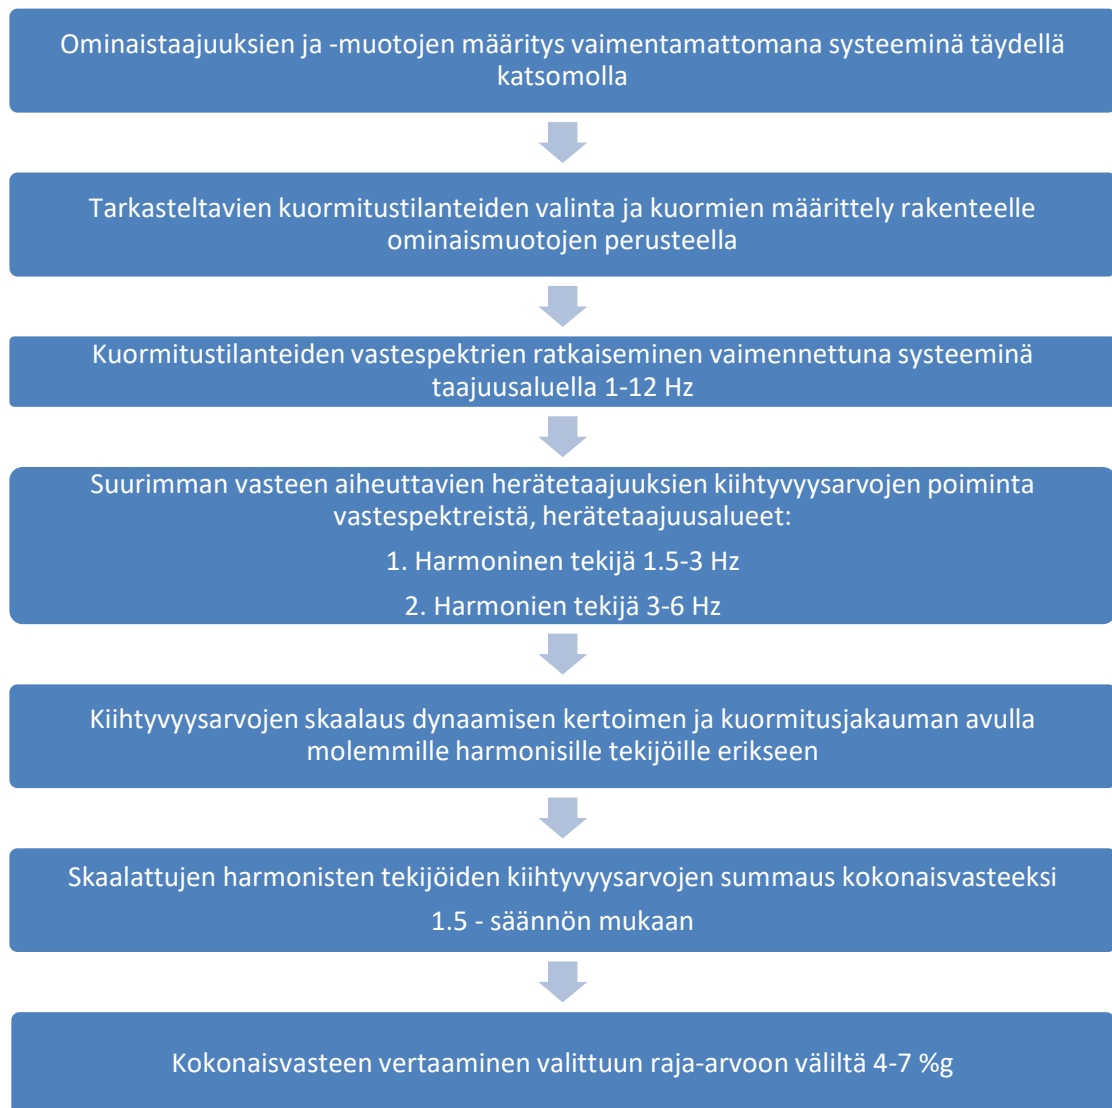 Ominaistaajuuksien ja -muotojen määritys vaimentamattomana systeeminä täydellä
katsomolla
Tarkasteltavien kuormitustilanteiden valinta ja kuormien määrittely rakenteelle
ominaismuotojen perusteella
Kuormitustilanteiden vastespektrien ratkaiseminen vaimennettuna systeeminä
taajuusaluella 1-12 Hz
Suurimman vasteen aiheuttavien herätetaajuuksien kiihtyvyysarvojen poiminta
vastespektreistä, herätetaajuusalueet:
1. Harmoninen tekijä 1.5-3 Hz
2. Harmonien tekijä 3-6 Hz
Kiihtyvyysarvojen skaalaus dynaamisen kertoimen ja kuormitusjakauman avulla
molemmille harmonisille tekijöille erikseen
Skaalattujen harmonisten tekijöiden kiihtyvyysarvojen summaus kokonaisvasteeksi
1.5 - säännön mukaan
Kokonaisvasteen vertaaminen valittuun raja-arvoon väliltä 4-7 %g